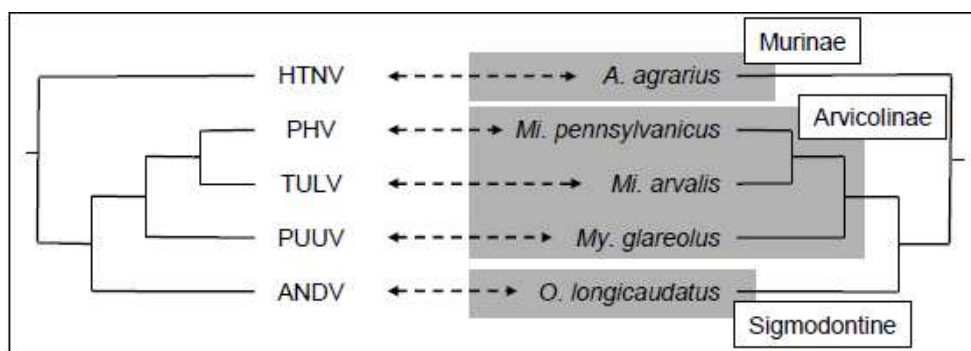 Murinae
HTNV A. agrarius
Arvicolinae
PHV Mi. pennsylvanicus
TULV Mi. arvalis
PUUV My. glareolus
ANDV O. longicaudatus
Sigmodontine